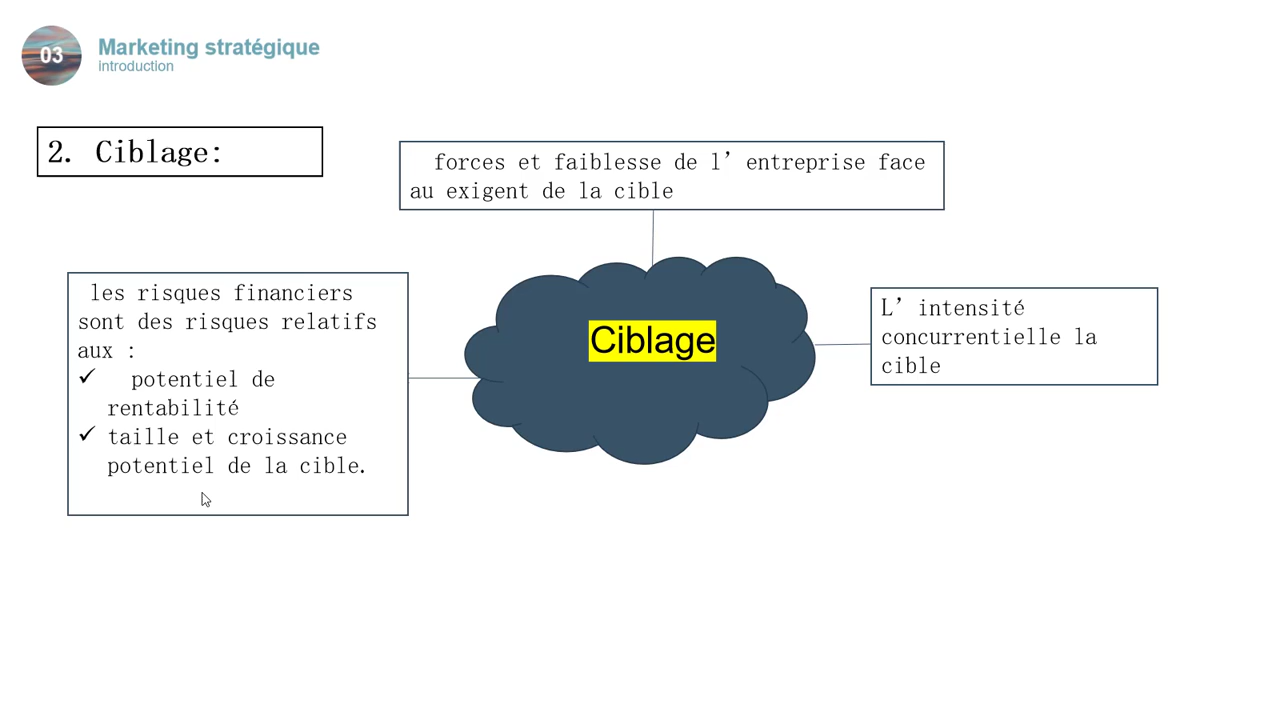 03
Marketing stratégique
introduction
2. Ciblage:
forces et faiblesse de l’entreprise face
au exigent de la cible
les risques financiers
sont des risques relatifs
aux :
✓ potentiel de
rentabilité
✓ taille et croissance
potentiel de la cible.
Ciblage
L’intensité
concurrentielle la
cible